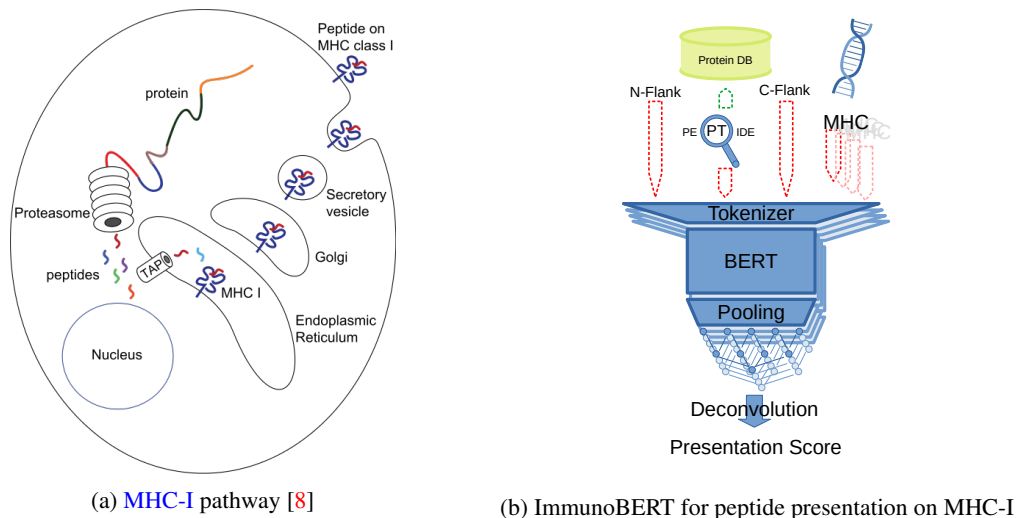 Peptide on
MHC class I
protein
Proteasome
peptides
TAP
MHC I
Secretory
vesicle
Golgi
Endoplasmic
Reticulum
Nucleus
(a) MHC-I pathway [8]
Protein DB
N-Flank
C-Flank
PE
PT
IDE
MHC
Tokenizer
BERT
Pooling
Deconvolution
Presentation Score
(b) ImmunoBERT for peptide presentation on MHC-I